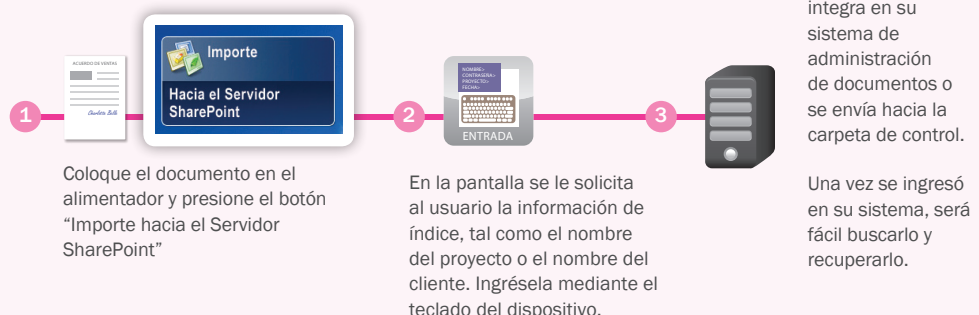 1
ACUERDO DE VENTAS
Importe
Hacia el Servidor
SharePoint
Coloque el documento en el
alimentador y presione el botón
“Importe hacia el Servidor
SharePoint”
2
NOMBRE>
CONTRASEÑA>
PROYECTO>
FECHA>
ENTRADA
En la pantalla se le solicita
al usuario la información de
índice, tal como el nombre
del proyecto o el nombre del
cliente. Ingrésela mediante el
teclado del dispositivo.
3
integra en su
sistema de
administración
de documentos o
se envía hacia la
carpeta de control.
Una vez se ingresó
en su sistema, será
fácil buscarlo y
recuperarlo.